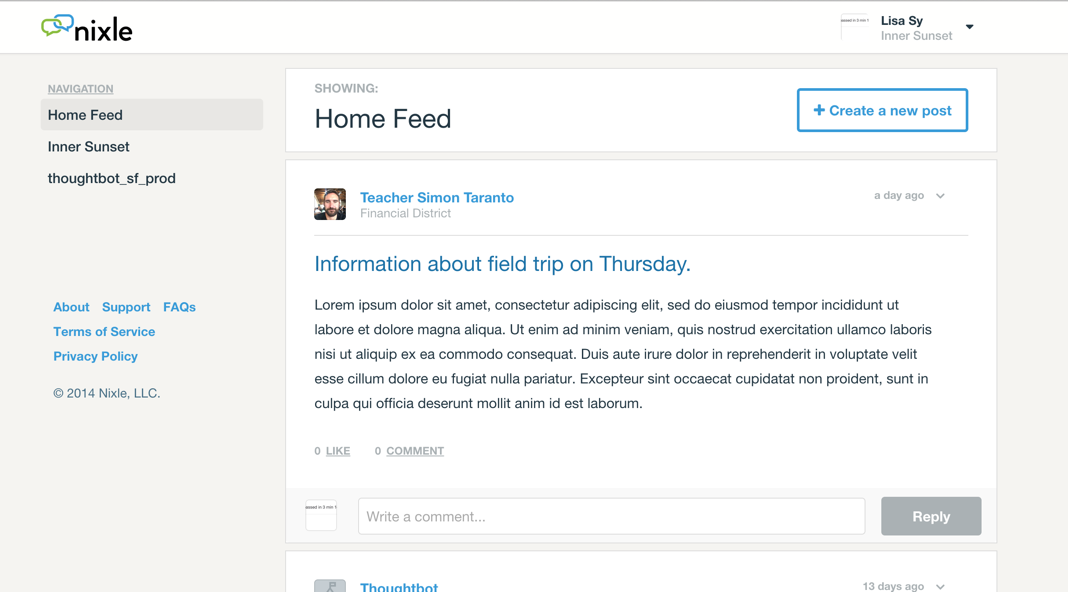 nixle
Lisa Sy
Inner Sunset
NAVIGATION
Home Feed
Inner Sunset
thoughtbot_sf_prod
About Support FAQs
Terms of Service
Privacy Policy
© 2014 Nixle, LLC.
SHOWING:
Home Feed
+ Create a new post
Teacher Simon Taranto
Financial District
a day ago
Information about field trip on Thursday.
Lorem ipsum dolor sit amet, consectetur adipiscing elit, sed do eiusmod tempor incididunt ut
labore et dolore magna aliqua. Ut enim ad minim veniam, quis nostrud exercitation ullamco laboris
nisi ut aliquip ex ea commodo consequat. Duis aute irure dolor in reprehenderit in voluptate velit
esse cillum dolore eu fugiat nulla pariatur. Excepteur sint occaecat cupidatat non proident, sunt in
culpa qui officia deserunt mollit anim id est laborum.
0 LIKE 0 COMMENT
Write a comment...
Reply
Thoughtbot
13 days ago